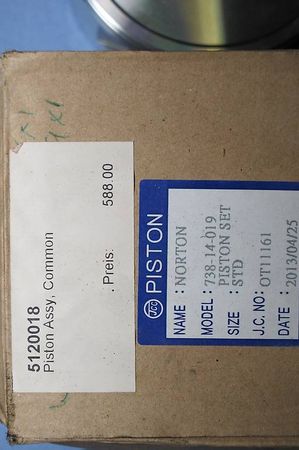 5120018
Piston Assy, Common
Preis: 588.00
JCC PISTON
NAME : NORTON
MODEL : 738-14-019
PISTON SET
SIZE : STD
J.C. NO: OT11161
DATE : 2013/04/25